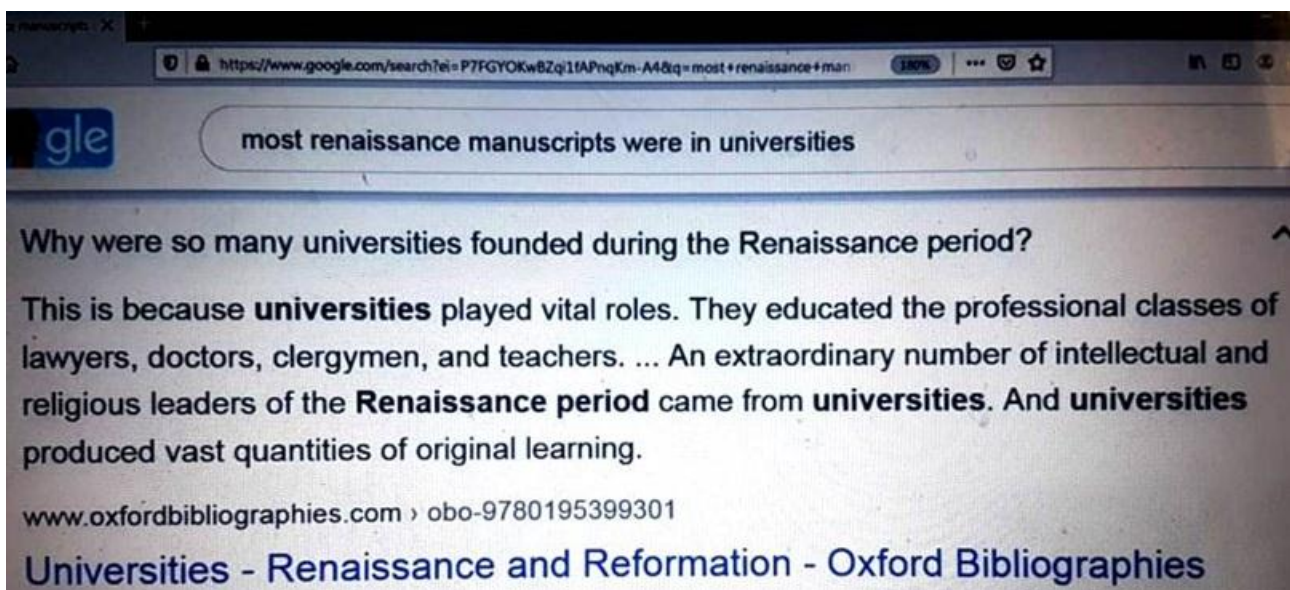 manuscripts X +
https://www.google.com/search?ei=P7FGYOKwBZqi1fAPnqKm-A4&q=most+renaissance+man 180% ...
gle
most renaissance manuscripts were in universities
Why were so many universities founded during the Renaissance period?
This is because universities played vital roles. They educated the professional classes of
lawyers, doctors, clergymen, and teachers. ... An extraordinary number of intellectual and
religious leaders of the Renaissance period came from universities. And universities
produced vast quantities of original learning.
www.oxfordbibliographies.com › obo-9780195399301
Universities - Renaissance and Reformation - Oxford Bibliographies